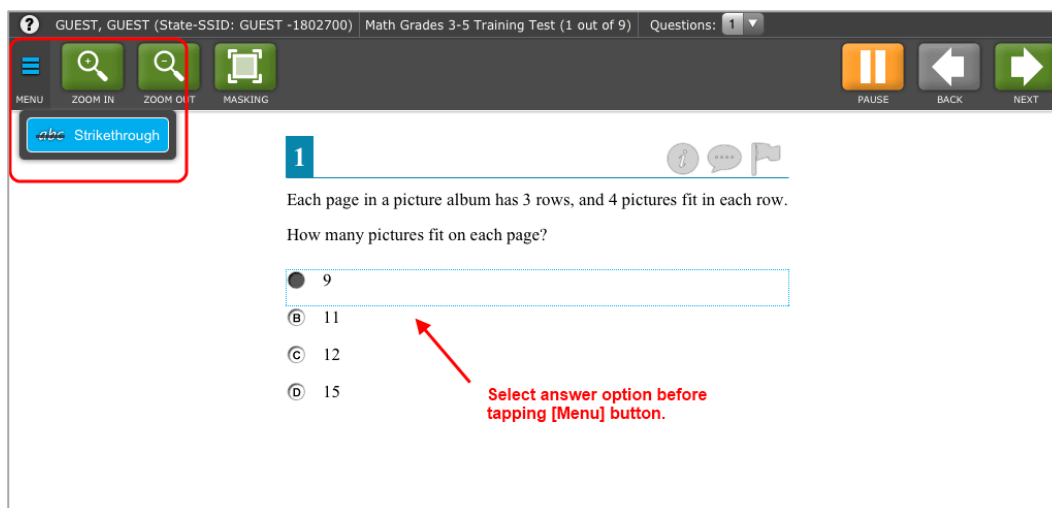 ? GUEST, GUEST (State-SSID: GUEST -1802700) Math Grades 3-5 Training Test (1 out of 9) Questions: 1
MENU ZOOM IN ZOOM OUT MASKING PAUSE BACK NEXT
abc Strikethrough
1 i
Each page in a picture album has 3 rows, and 4 pictures fit in each row.
How many pictures fit on each page?
9
B 11
C 12
D 15
Select answer option before
tapping [Menu] button.